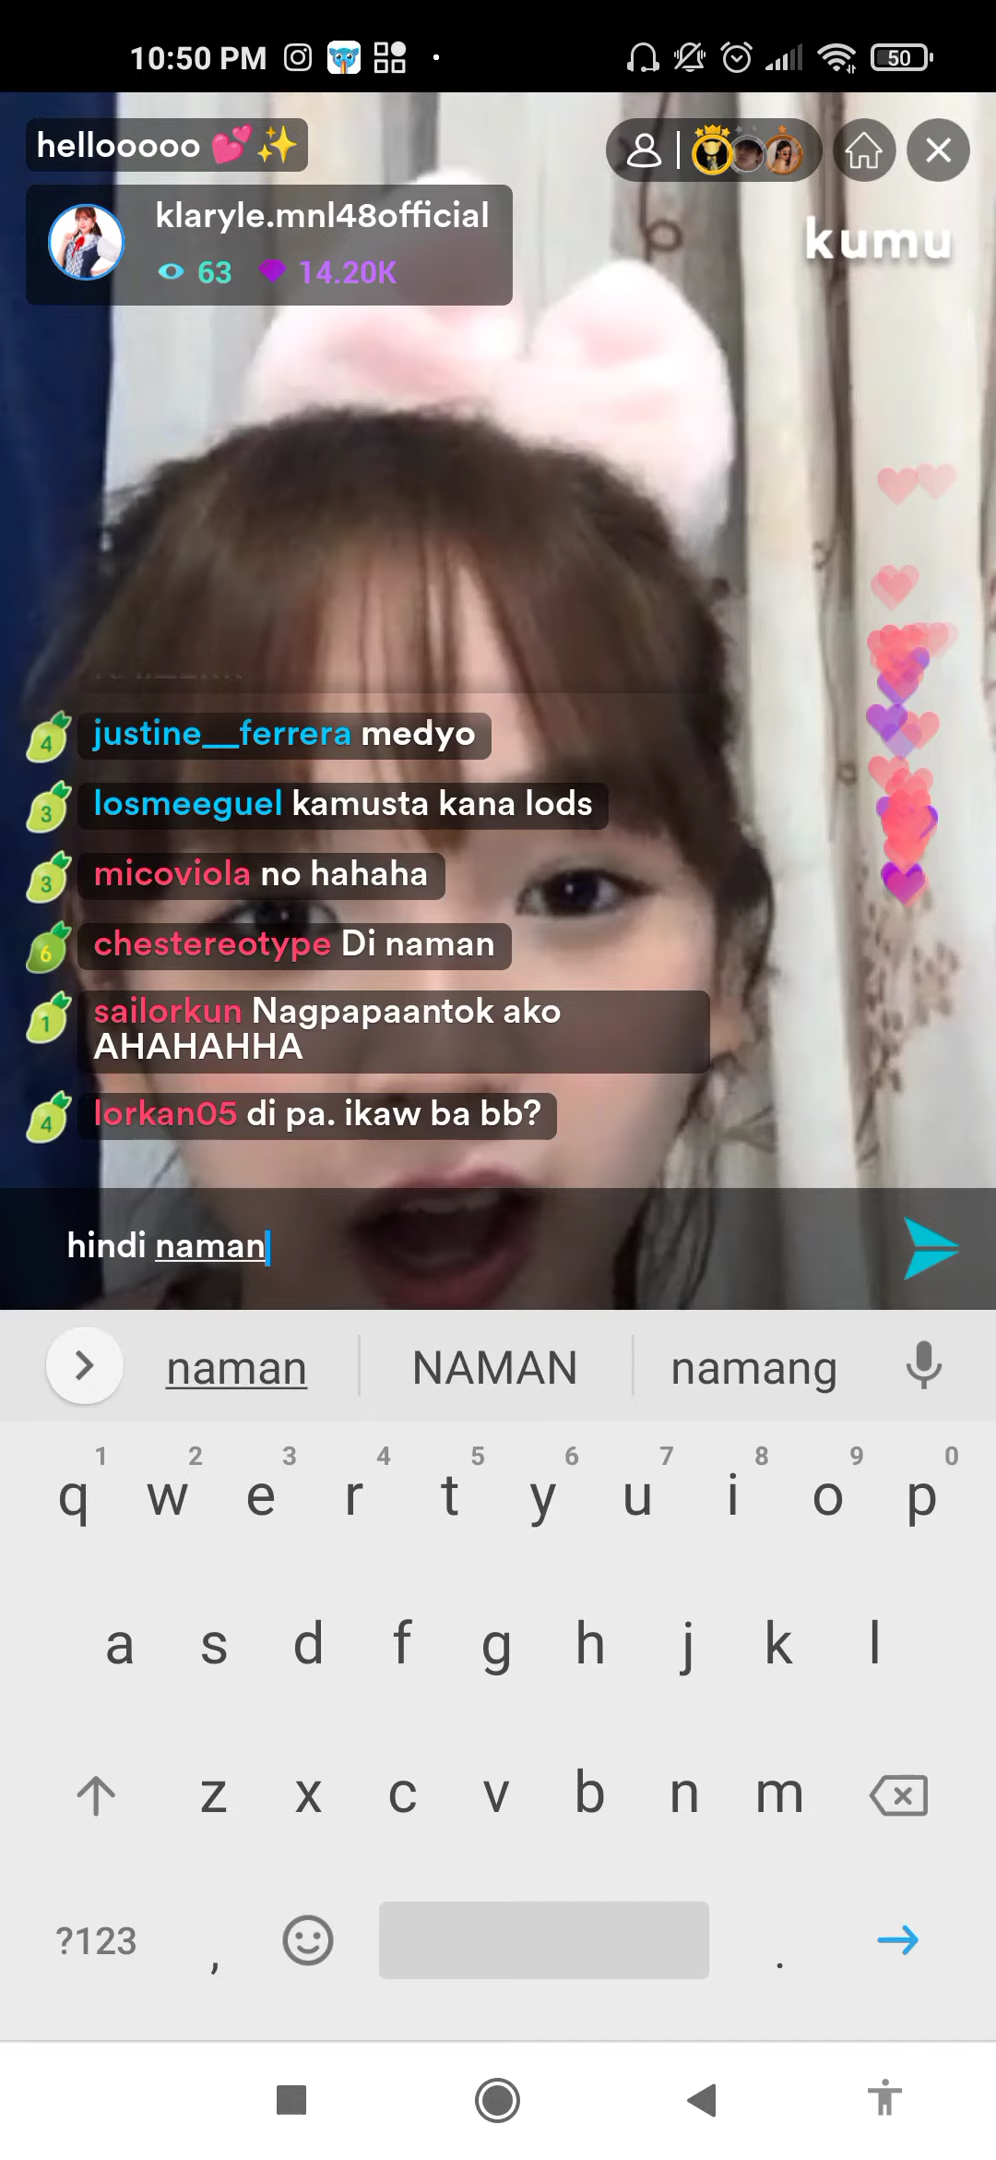 10:50 PM
50
hellooooo 💕✨
klaryle.mnl48official
63 14.20K
kumu
4 justine__ferrera medyo
3 losmeeguel kamusta kana lods
3 micoviola no hahaha
6 chestereotype Di naman
1 sailorkun Nagpapaantok ako
AHAHAHHA
4 lorkan05 di pa. ikaw ba bb?
hindi naman
naman NAMAN namang
1 2 3 4 5 6 7 8 9 0
q w e r t y u i o p
a s d f g h j k l
z x c v b n m
?123 , .